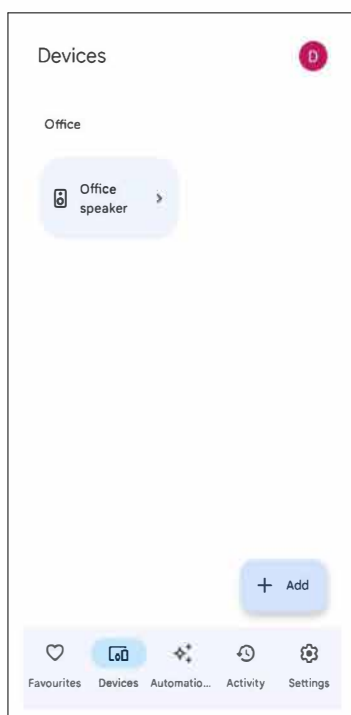 Devices
D
Office
Office
speaker
Add
Favourites Devices Automatio... Activity Settings